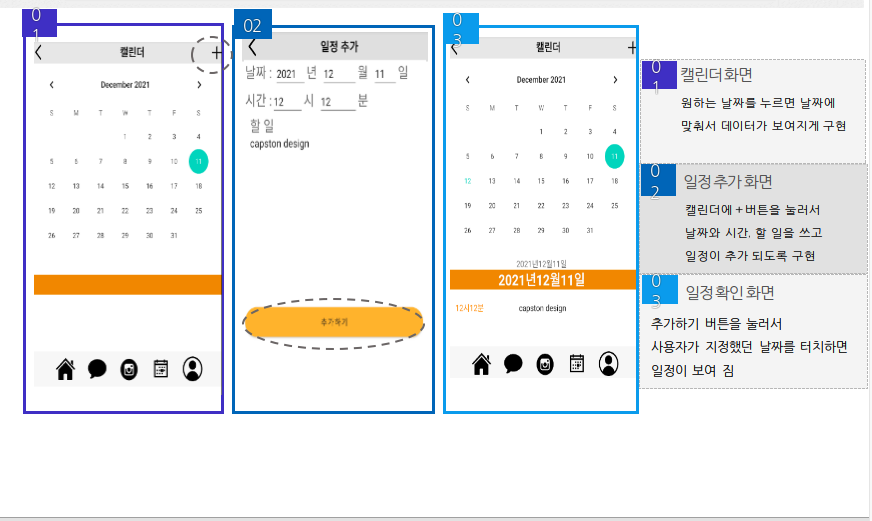 01
캘린더
December 2021
S M T W T F S
1 2 3 4
5 6 7 8 9 10 11
12 13 14 15 16 17 18
19 20 21 22 23 24 25
26 27 28 29 30 31
02
일정 추가
날짜 : 2021 년 12 월 11 일
시간 : 12 시 12 분
할 일
capston design
추가하기
03
캘린더
December 2021
S M T W T F S
1 2 3 4
5 6 7 8 9 10 11
12 13 14 15 16 17 18
19 20 21 22 23 24 25
26 27 28 29 30 31
2021년12월11일
2021년12월11일
12시12분 capston design
01 캘린더 화면
원하는 날짜를 누르면 날짜에
맞춰서 데이터가 보여지게 구현
02 일정 추가 화면
캘린더에 + 버튼을 눌러서
날짜와 시간, 할 일을 쓰고
일정이 추가 되도록 구현
03 일정 확인 화면
추가하기 버튼을 눌러서
사용자가 지정했던 날짜를 터치하면
일정이 보여 짐